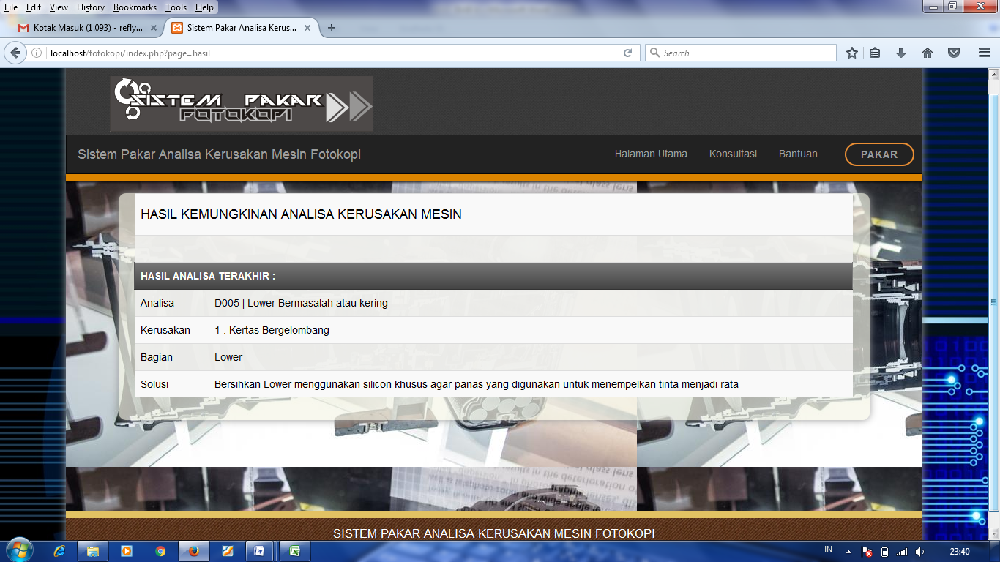 File Edit View History Bookmarks Tools Help
Kotak Masuk (1.093) - refly...
Sistem Pakar Analisa Kerus...
localhost/fotokopi/index.php?page=hasil
Search
SISTEM PAKAR
FOTOKOPI
Sistem Pakar Analisa Kerusakan Mesin Fotokopi
Halaman Utama Konsultasi Bantuan PAKAR
HASIL KEMUNGKINAN ANALISA KERUSAKAN MESIN
HASIL ANALISA TERAKHIR :
Analisa D005 | Lower Bermasalah atau kering
Kerusakan 1 . Kertas Bergelombang
Bagian Lower
Solusi Bersihkan Lower menggunakan silicon khusus agar panas yang digunakan untuk menempelkan tinta menjadi rata
SISTEM PAKAR ANALISA KERUSAKAN MESIN FOTOKOPI
IN 23:40